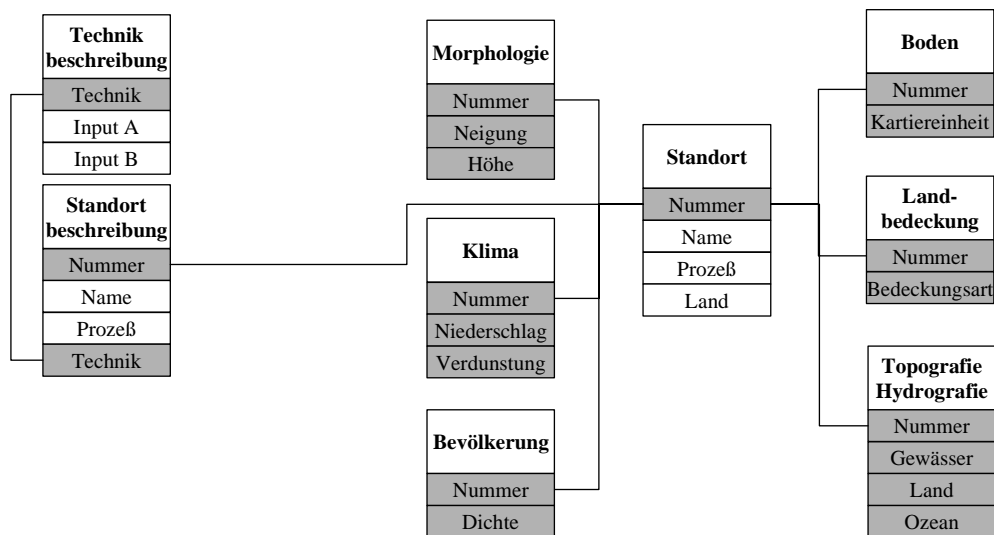 Technik
beschreibung
Technik
Input A
Input B
Standort
beschreibung
Nummer
Name
Prozeß
Technik
Morphologie
Nummer
Neigung
Höhe
Klima
Nummer
Niederschlag
Verdunstung
Bevölkerung
Nummer
Dichte
Standort
Nummer
Name
Prozeß
Land
Boden
Nummer
Kartiereinheit
Land-
bedeckung
Nummer
Bedeckungsart
Topografie
Hydrografie
Nummer
Gewässer
Land
Ozean